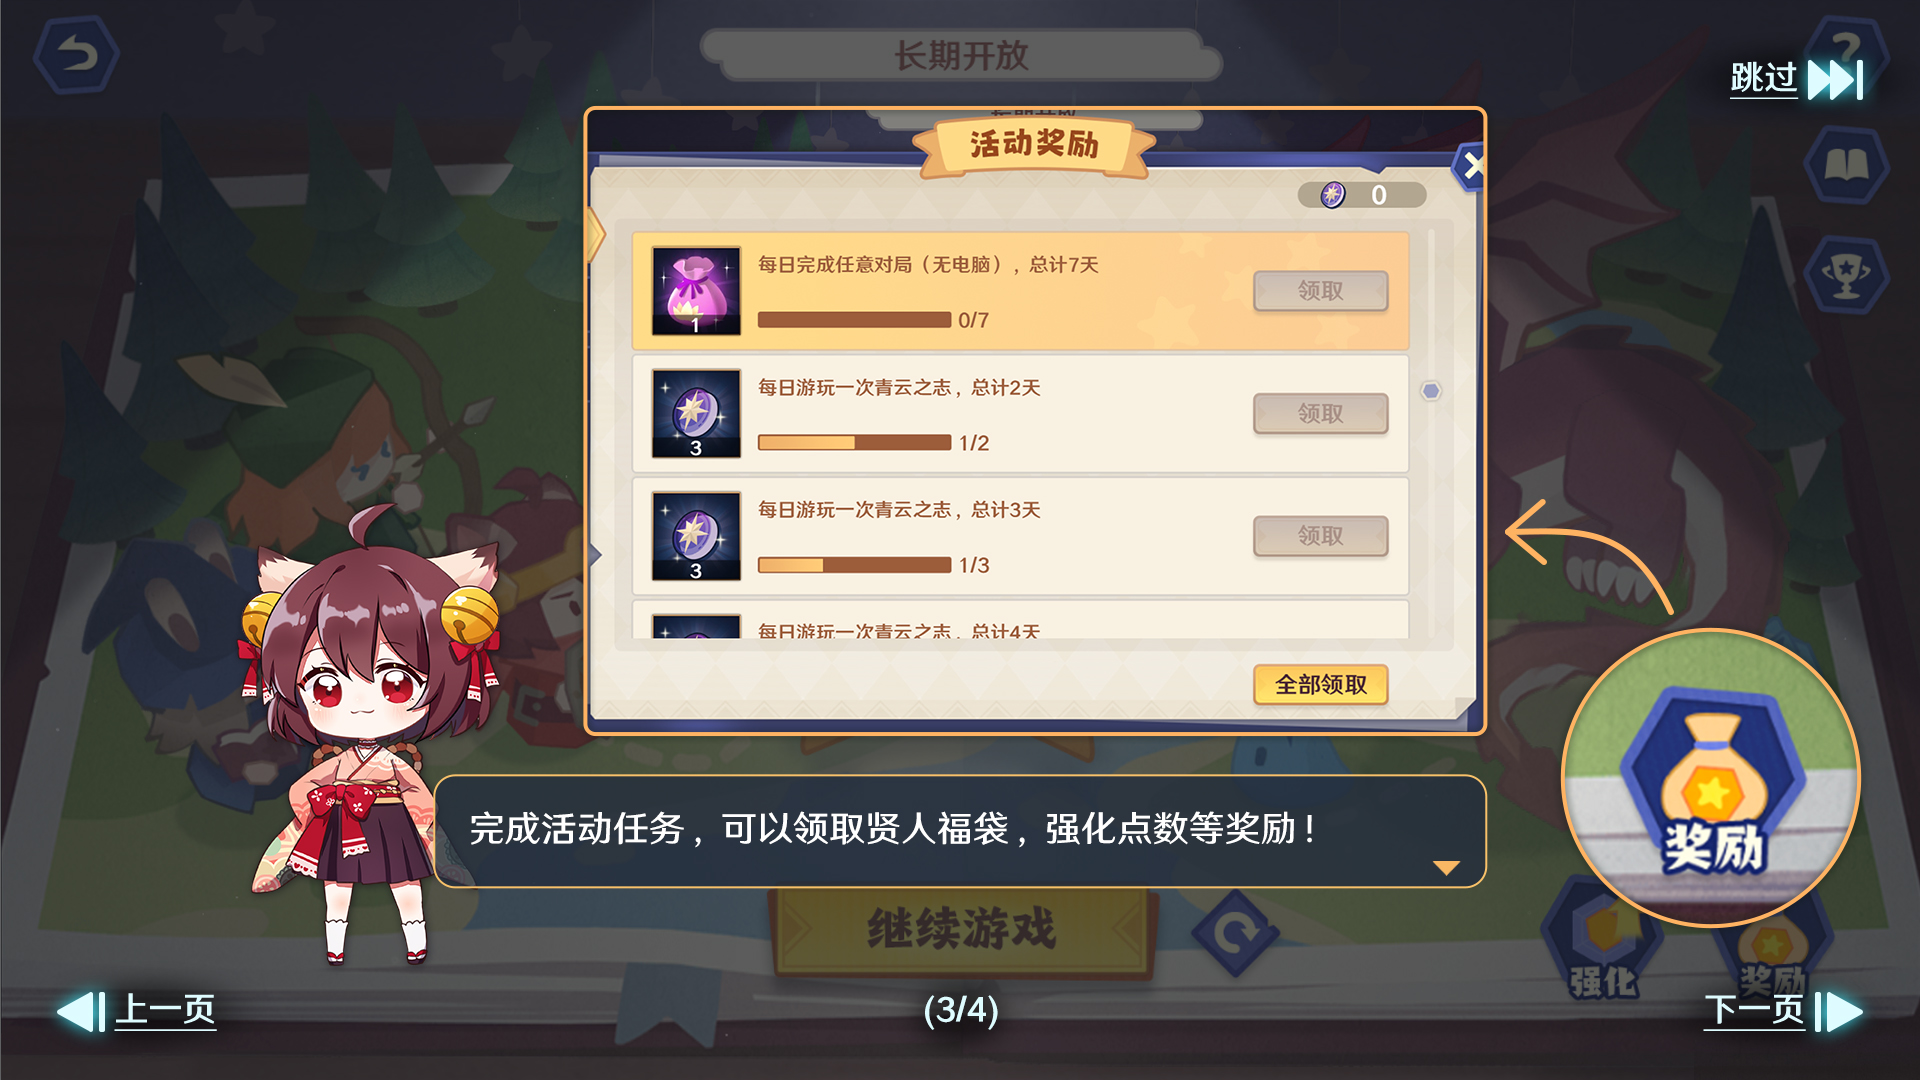 长期开放
跳过
活动奖励
0
每日完成任意对局（无电脑），总计7天
1
0/7
领取
每日游玩一次青云之志，总计2天
3
1/2
领取
每日游玩一次青云之志，总计3天
3
1/3
领取
每日游玩一次青云之志，总计4天
全部领取
完成活动任务，可以领取贤人福袋，强化点数等奖励！
奖励
继续游戏
强化
奖励
上一页
(3/4)
下一页